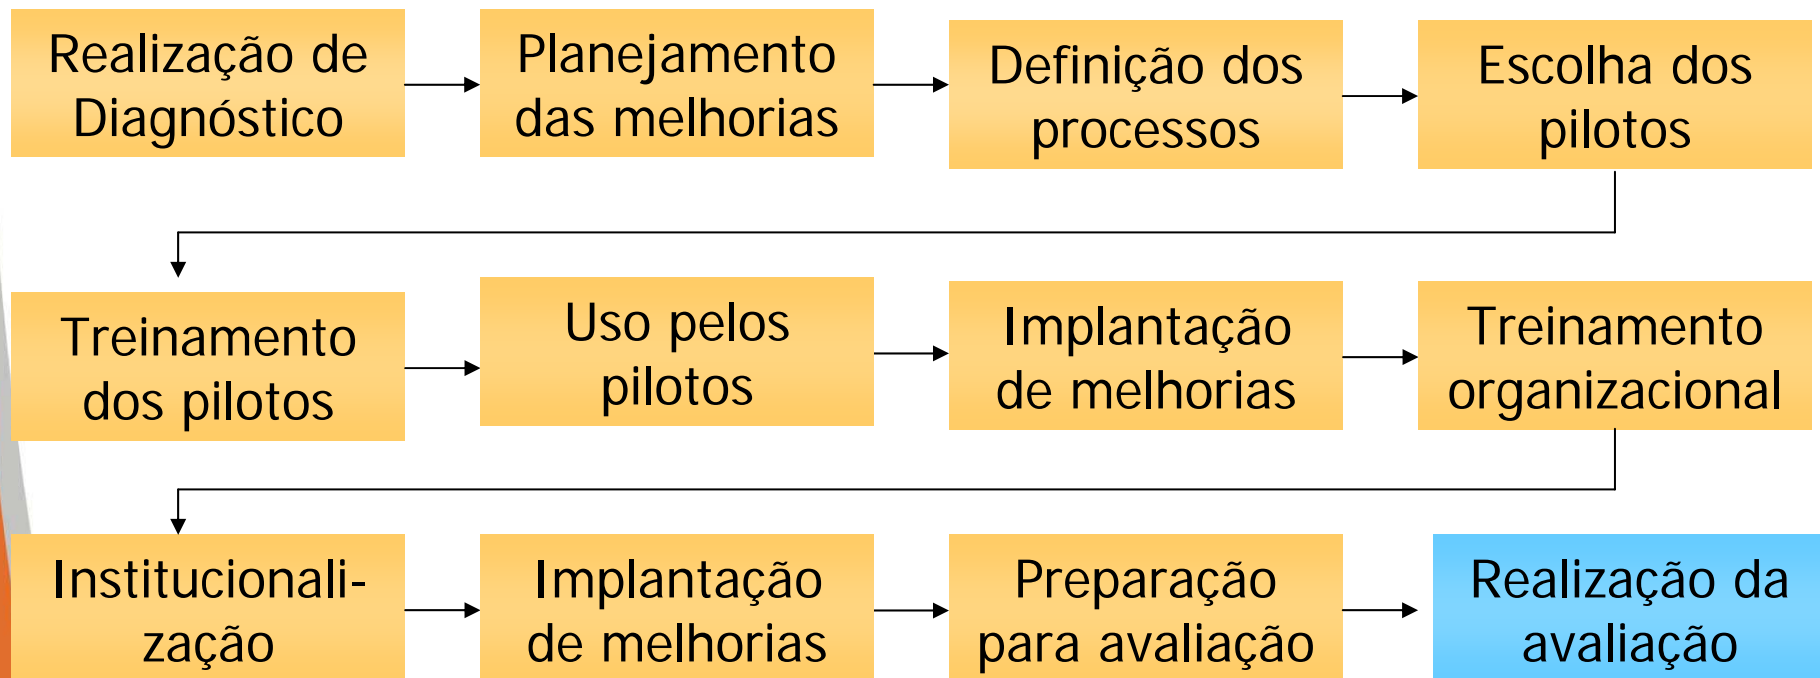 Realização de
Diagnóstico
Planejamento
das melhorias
Definição dos
processos
Escolha dos
pilotos
Treinamento
dos pilotos
Uso pelos
pilotos
Implantação
de melhorias
Treinamento
organizacional
Institucionali-
zação
Implantação
de melhorias
Preparação
para avaliação
Realização da
avaliação